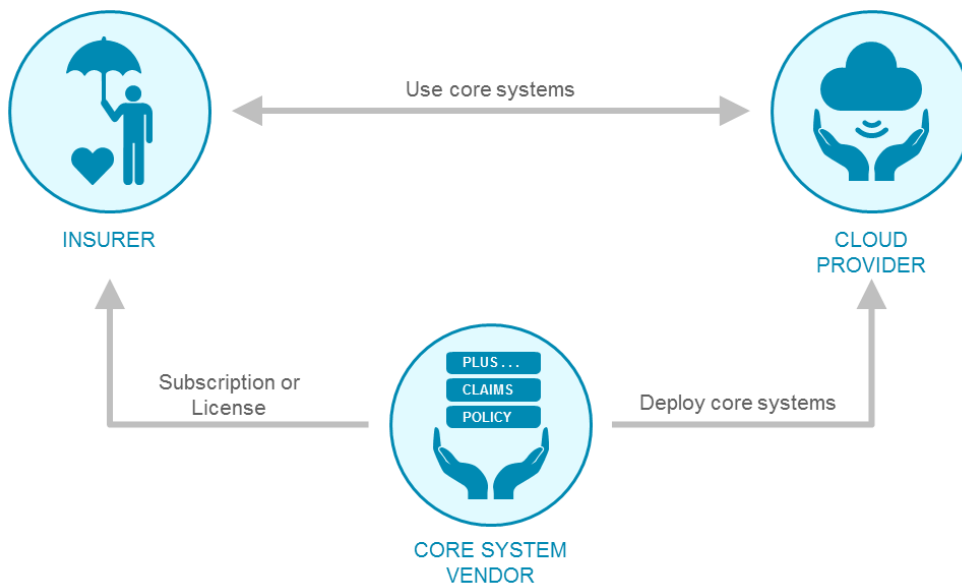 Use core systems
INSURER
CLOUD
PROVIDER
PLUS...
CLAIMS
POLICY
Subscription or
License
Deploy core systems
CORE SYSTEM
VENDOR